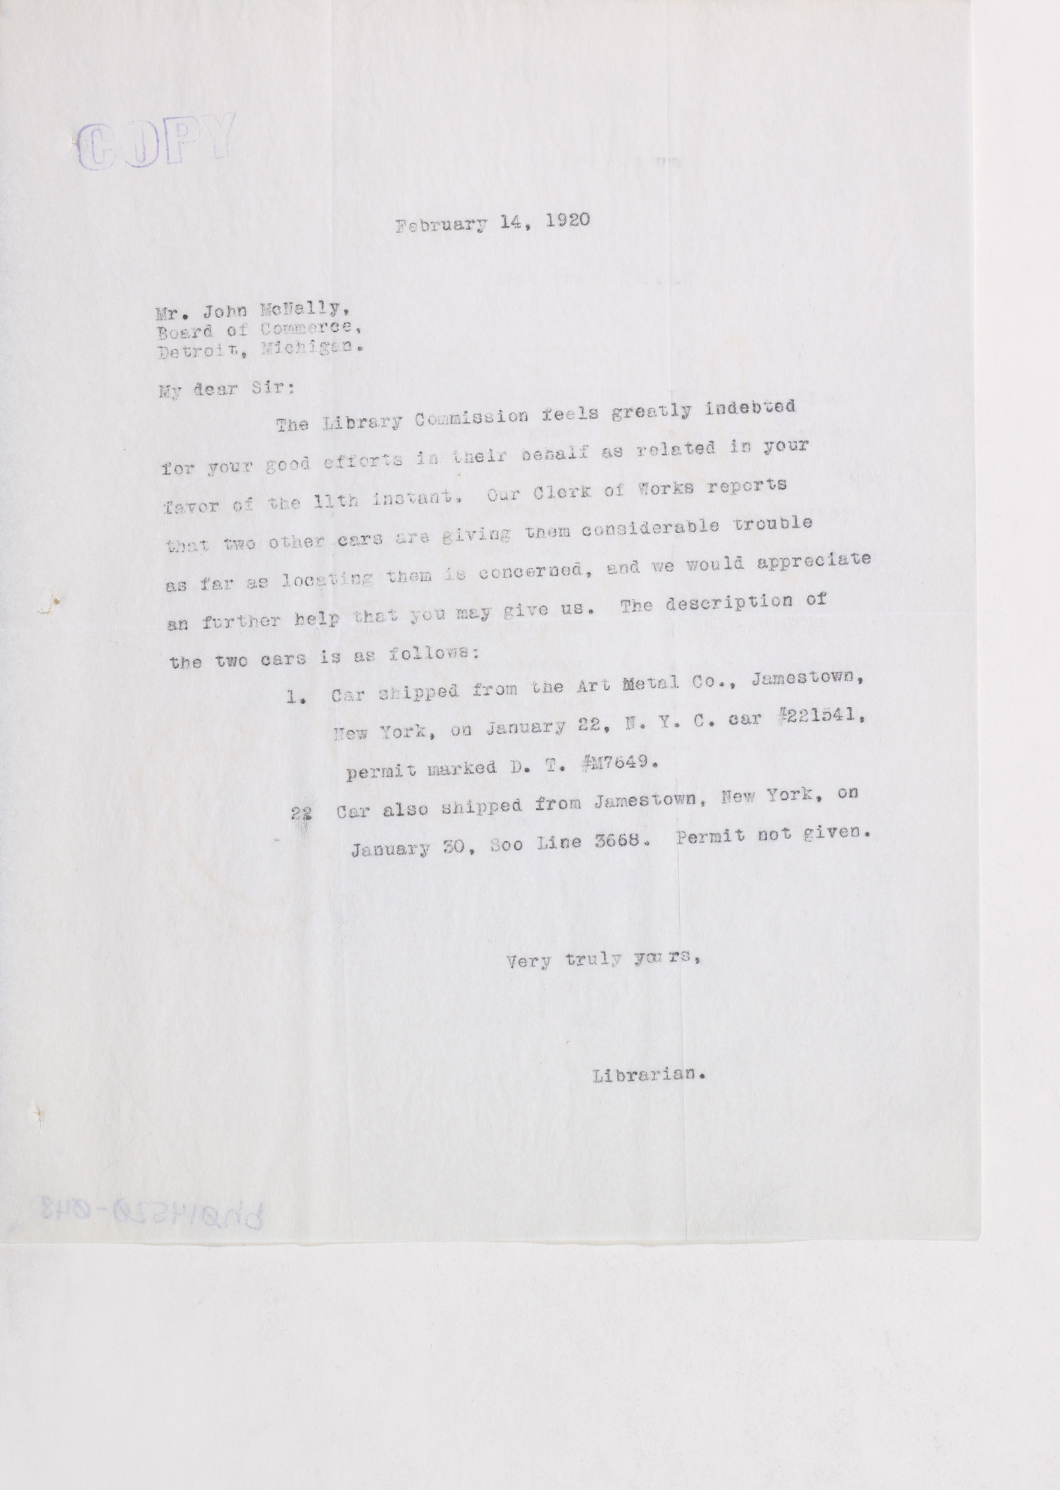 COPY
February 14, 1920
Mr. John McNally,
Board of Commerce,
Detroit, Michigan.
My dear Sir:
The Library Commission feels greatly indebted
for your good efforts in their behalf as related in your
favor of the 11th instant. Our Clerk of Works reports
that two other cars are giving them considerable trouble
as far as locating them is concerned, and we would appreciate
an further help that you may give us. The description of
the two cars is as follows:
1. Car shipped from the Art Metal Co., Jamestown,
New York, on January 22, N. Y. C. car #221541,
permit marked D. T. #M7649.
22 Car also shipped from Jamestown, New York, on
January 30, Soo Line 3668. Permit not given.
Very truly yours,
Librarian.
bh014520-048